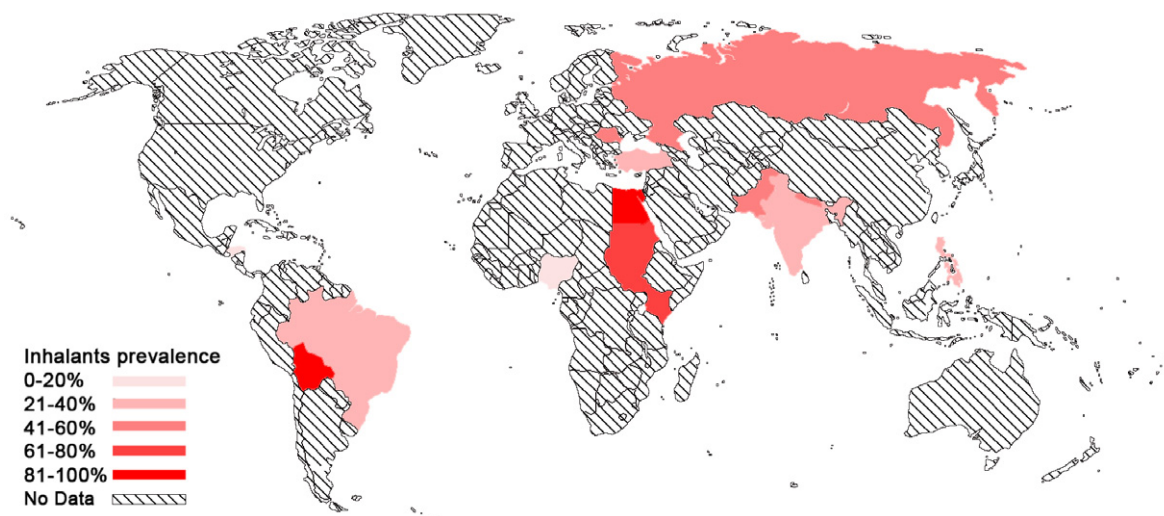 Inhalants prevalence
0-20%
21-40%
41-60%
61-80%
81-100%
No Data